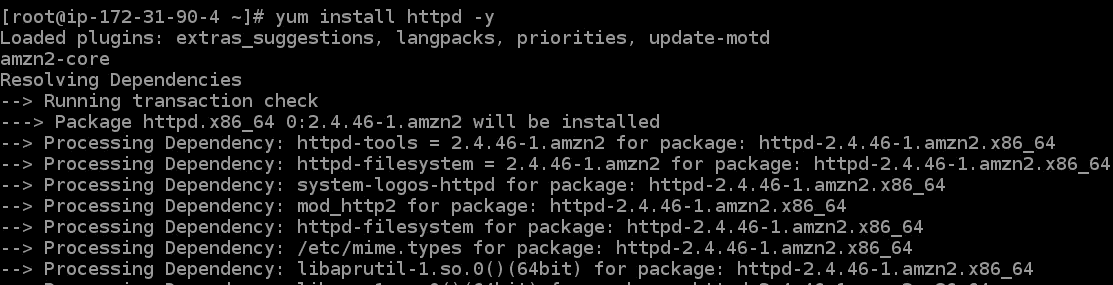 [root@ip-172-31-90-4 ~]# yum install httpd -y
Loaded plugins: extras_suggestions, langpacks, priorities, update-motd
amzn2-core
Resolving Dependencies
--> Running transaction check
---> Package httpd.x86_64 0:2.4.46-1.amzn2 will be installed
--> Processing Dependency: httpd-tools = 2.4.46-1.amzn2 for package: httpd-2.4.46-1.amzn2.x86_64
--> Processing Dependency: httpd-filesystem = 2.4.46-1.amzn2 for package: httpd-2.4.46-1.amzn2.x86_64
--> Processing Dependency: system-logos-httpd for package: httpd-2.4.46-1.amzn2.x86_64
--> Processing Dependency: mod_http2 for package: httpd-2.4.46-1.amzn2.x86_64
--> Processing Dependency: httpd-filesystem for package: httpd-2.4.46-1.amzn2.x86_64
--> Processing Dependency: /etc/mime.types for package: httpd-2.4.46-1.amzn2.x86_64
--> Processing Dependency: libaprutil-1.so.0()(64bit) for package: httpd-2.4.46-1.amzn2.x86_64